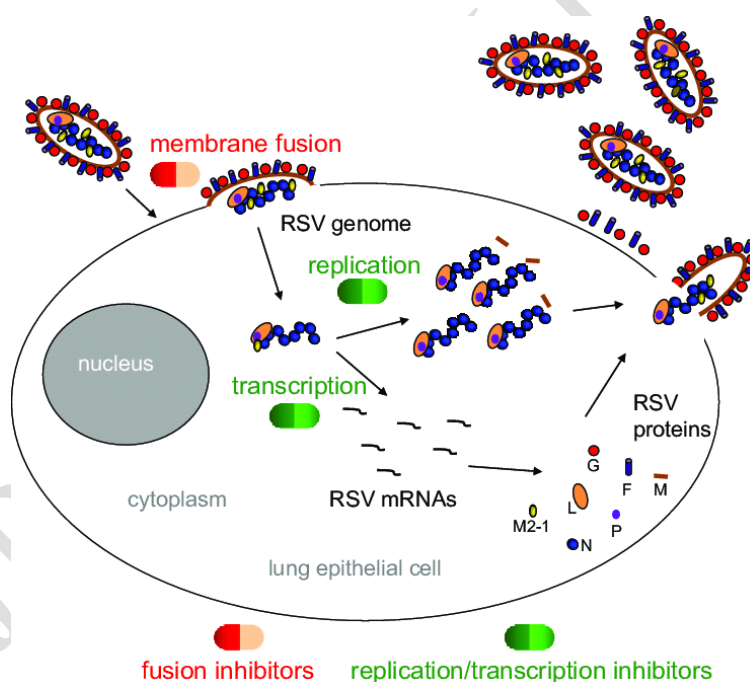 membrane fusion
RSV genome
replication
nucleus
transcription
RSV
proteins
G
F
M
L
M2-1
P
N
RSV mRNAs
cytoplasm
lung epithelial cell
fusion inhibitors
replication/transcription inhibitors